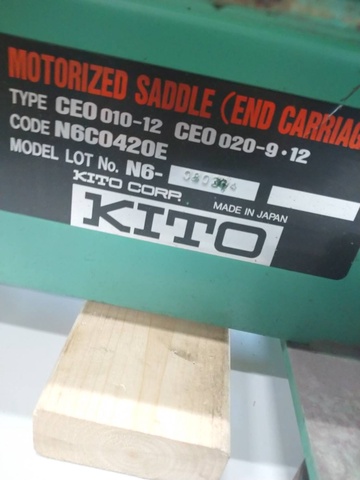 MOTORIZED SADDLE (END CARRIAG
TYPE CEO 010-12 CEO 020-9·12
CODE N6C0420E
MODEL LOT No. N6-
KITO CORP. MADE IN JAPAN
KITO